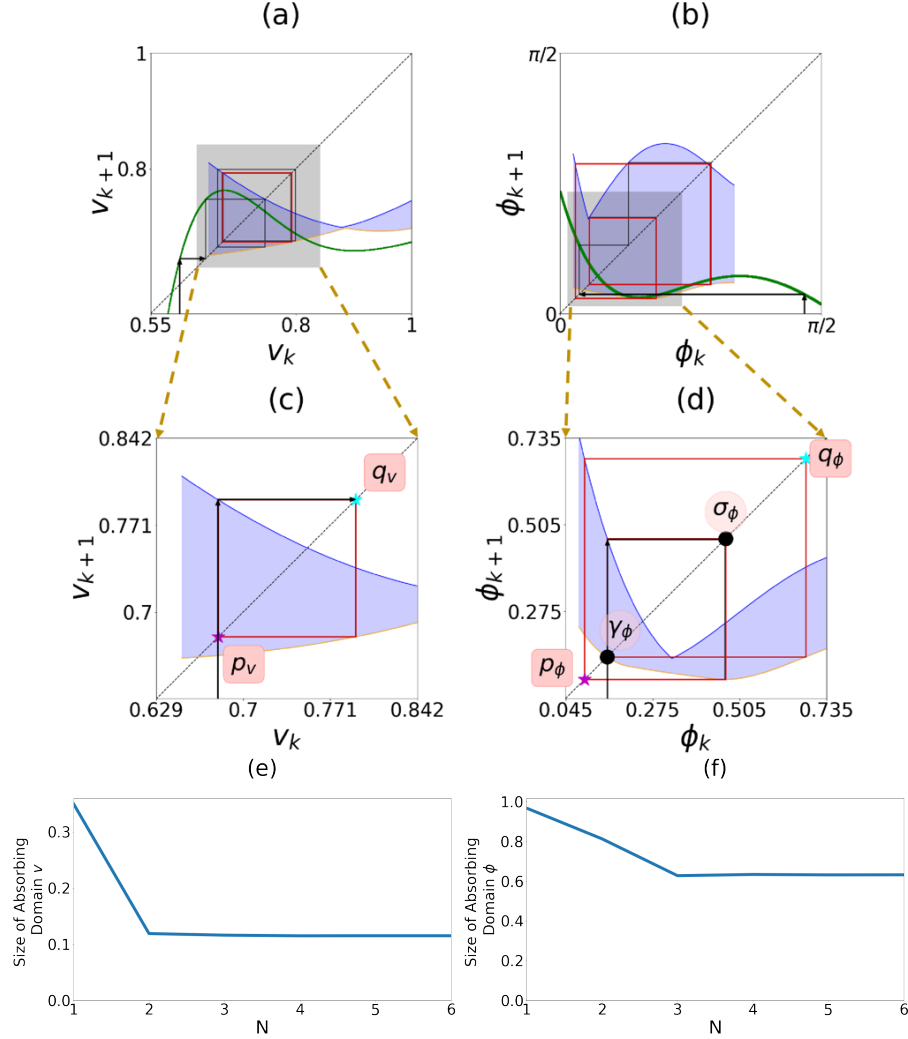 (a)
(b)
1
v_{k+1}
0.8
0.55
0.8
1
v_k
π/2
ϕ_{k+1}
0
0
π/2
ϕ_k
(c)
(d)
0.842
0.771
v_{k+1}
0.7
q_v
p_v
0.629
0.7
0.771
0.842
v_k
0.735
0.505
ϕ_{k+1}
0.275
q_ϕ
σ_ϕ
γ_ϕ
p_ϕ
0.045
0.275
0.505
0.735
ϕ_k
(e)
(f)
Size of Absorbing
Domain v
0.3
0.2
0.1
0.0
1
2
3
4
5
6
N
Size of Absorbing
Domain ϕ
1.0
0.8
0.6
0.4
0.2
0.0
1
2
3
4
5
6
N